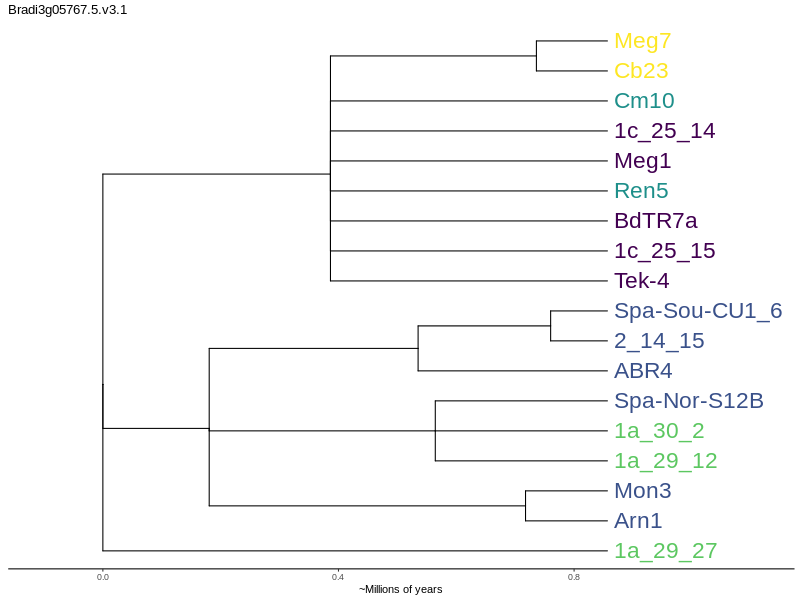 Bradi3g05767.5.v3.1
Meg7
Cb23
Cm10
1c_25_14
Meg1
Ren5
BdTR7a
1c_25_15
Tek-4
Spa-Sou-CU1_6
2_14_15
ABR4
Spa-Nor-S12B
1a_30_2
1a_29_12
Mon3
Arn1
1a_29_27
0.0 0.4 0.8
~Millions of years